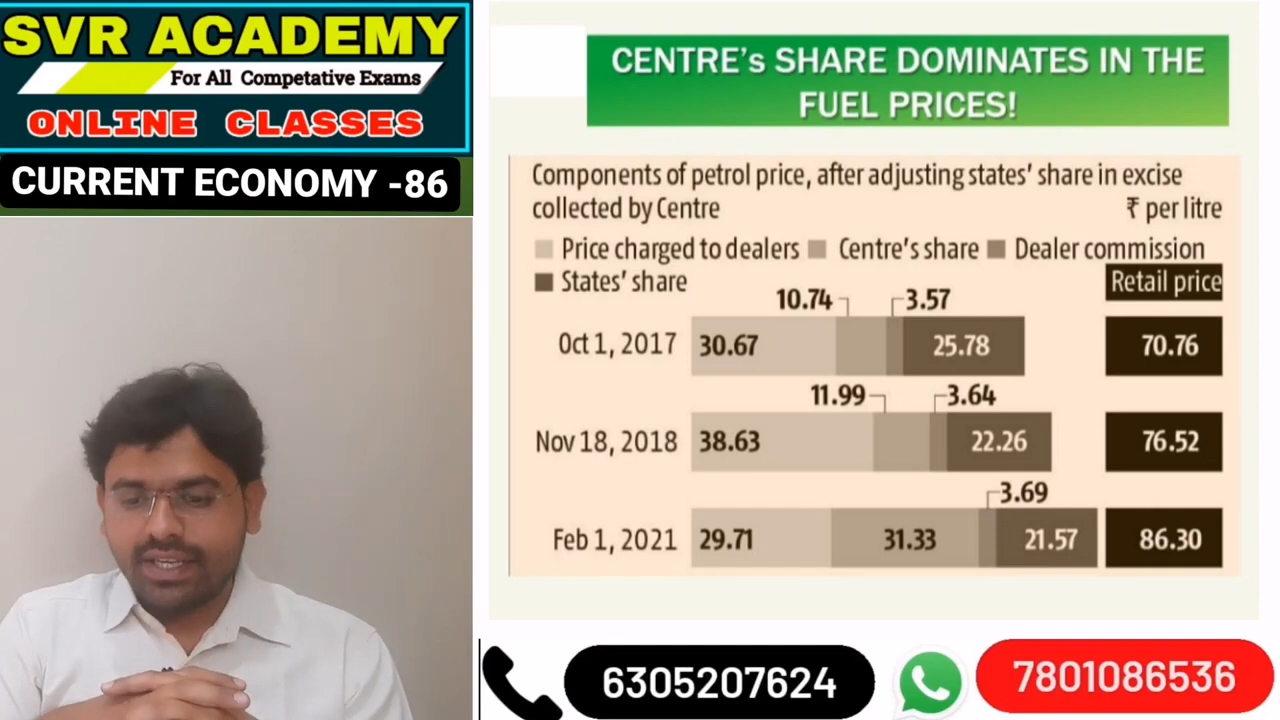 SVR ACADEMY
For All Competative Exams
ONLINE CLASSES
CURRENT ECONOMY -86
CENTRE's SHARE DOMINATES IN THE
FUEL PRICES!
Components of petrol price, after adjusting states' share in excise
collected by Centre ₹ per litre
Price charged to dealers Centre's share Dealer commission
States' share Retail price
10.74 3.57
Oct 1, 2017 30.67 25.78 70.76
11.99 3.64
Nov 18, 2018 38.63 22.26 76.52
3.69
Feb 1, 2021 29.71 31.33 21.57 86.30
6305207624 7801086536